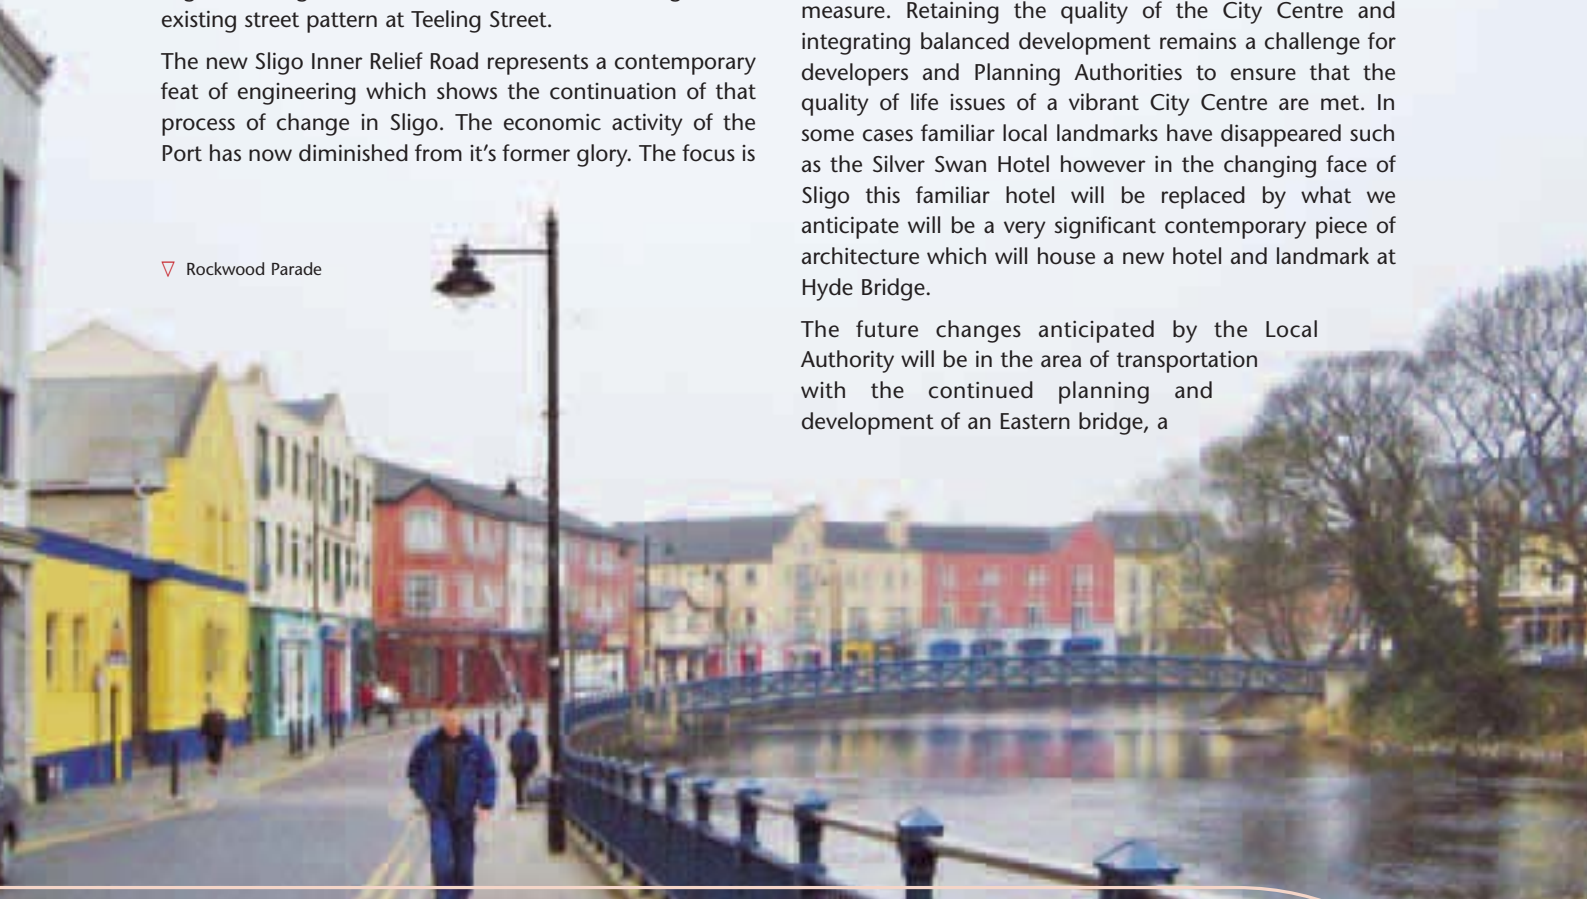 existing street pattern at Teeling Street.
The new Sligo Inner Relief Road represents a contemporary
feat of engineering which shows the continuation of that
process of change in Sligo. The economic activity of the
Port has now diminished from it's former glory. The focus is
▽ Rockwood Parade
measure. Retaining the quality of the City Centre and
integrating balanced development remains a challenge for
developers and Planning Authorities to ensure that the
quality of life issues of a vibrant City Centre are met. In
some cases familiar local landmarks have disappeared such
as the Silver Swan Hotel however in the changing face of
Sligo this familiar hotel will be replaced by what we
anticipate will be a very significant contemporary piece of
architecture which will house a new hotel and landmark at
Hyde Bridge.
The future changes anticipated by the Local
Authority will be in the area of transportation
with the continued planning and
development of an Eastern bridge, a